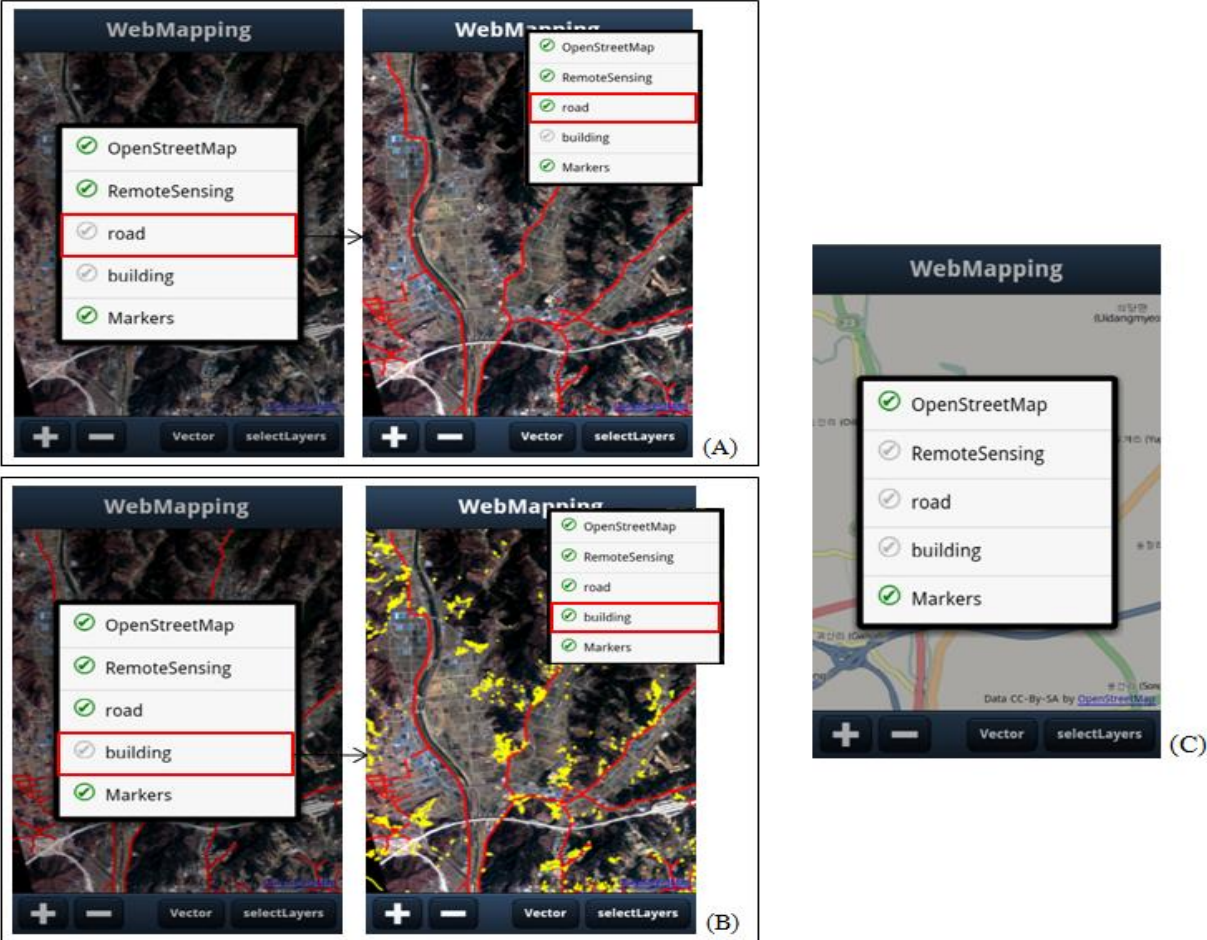 WebMapping
OpenStreetMap
RemoteSensing
road
building
Markers
Vector
selectLayers
WebMapping
OpenStreetMap
RemoteSensing
road
building
Markers
Vector
selectLayers
(A)
WebMapping
OpenStreetMap
RemoteSensing
road
building
Markers
Vector
selectLayers
WebMapping
OpenStreetMap
RemoteSensing
road
building
Markers
Vector
selectLayers
(B)
WebMapping
OpenStreetMap
RemoteSensing
road
building
Markers
Data CC-By-SA by OpenStreetMap
Vector
selectLayers
(C)